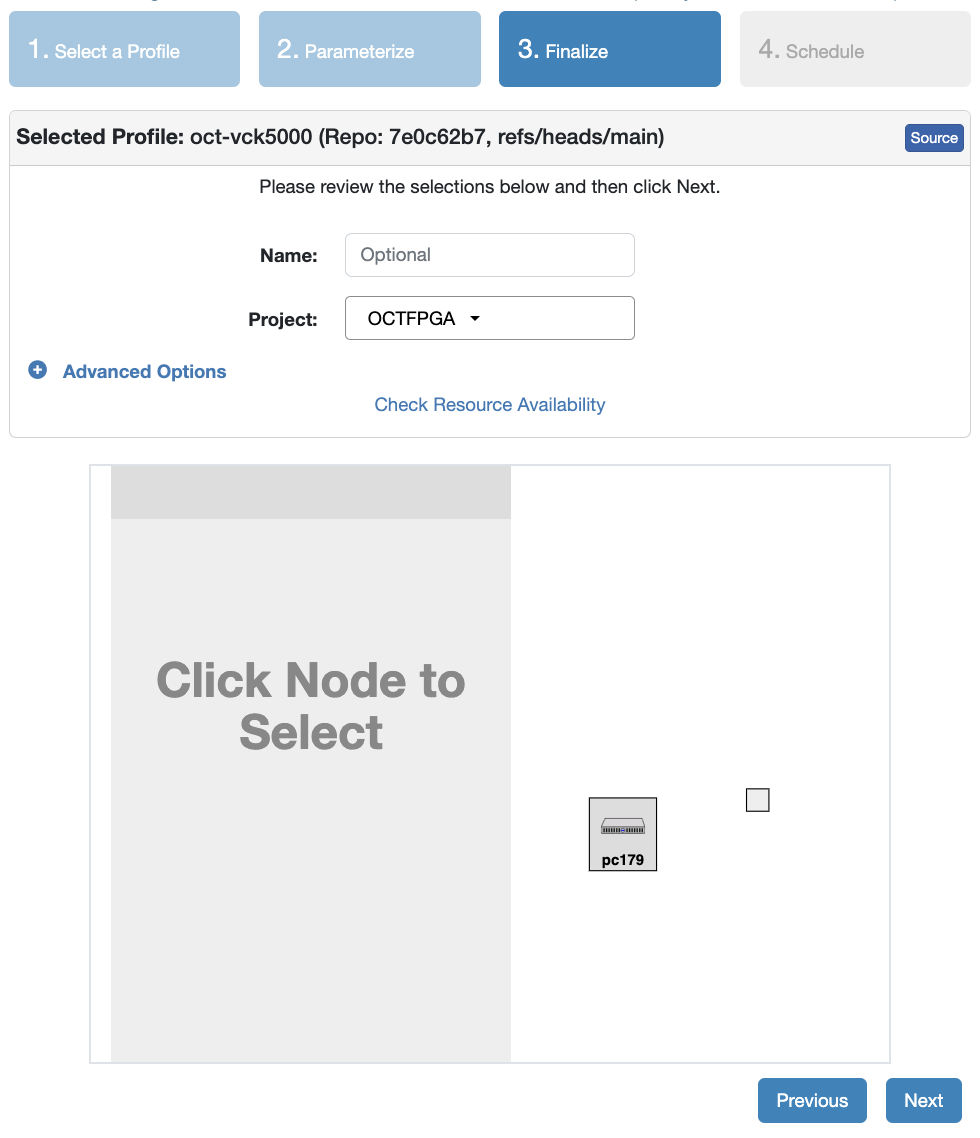 1. Select a Profile
2. Parameterize
3. Finalize
4. Schedule
Selected Profile: oct-vck5000 (Repo: 7e0c62b7, refs/heads/main)
Source
Please review the selections below and then click Next.
Name:
Optional
Project:
OCTFPGA
Advanced Options
Check Resource Availability
Click Node to
Select
pc179
Previous
Next